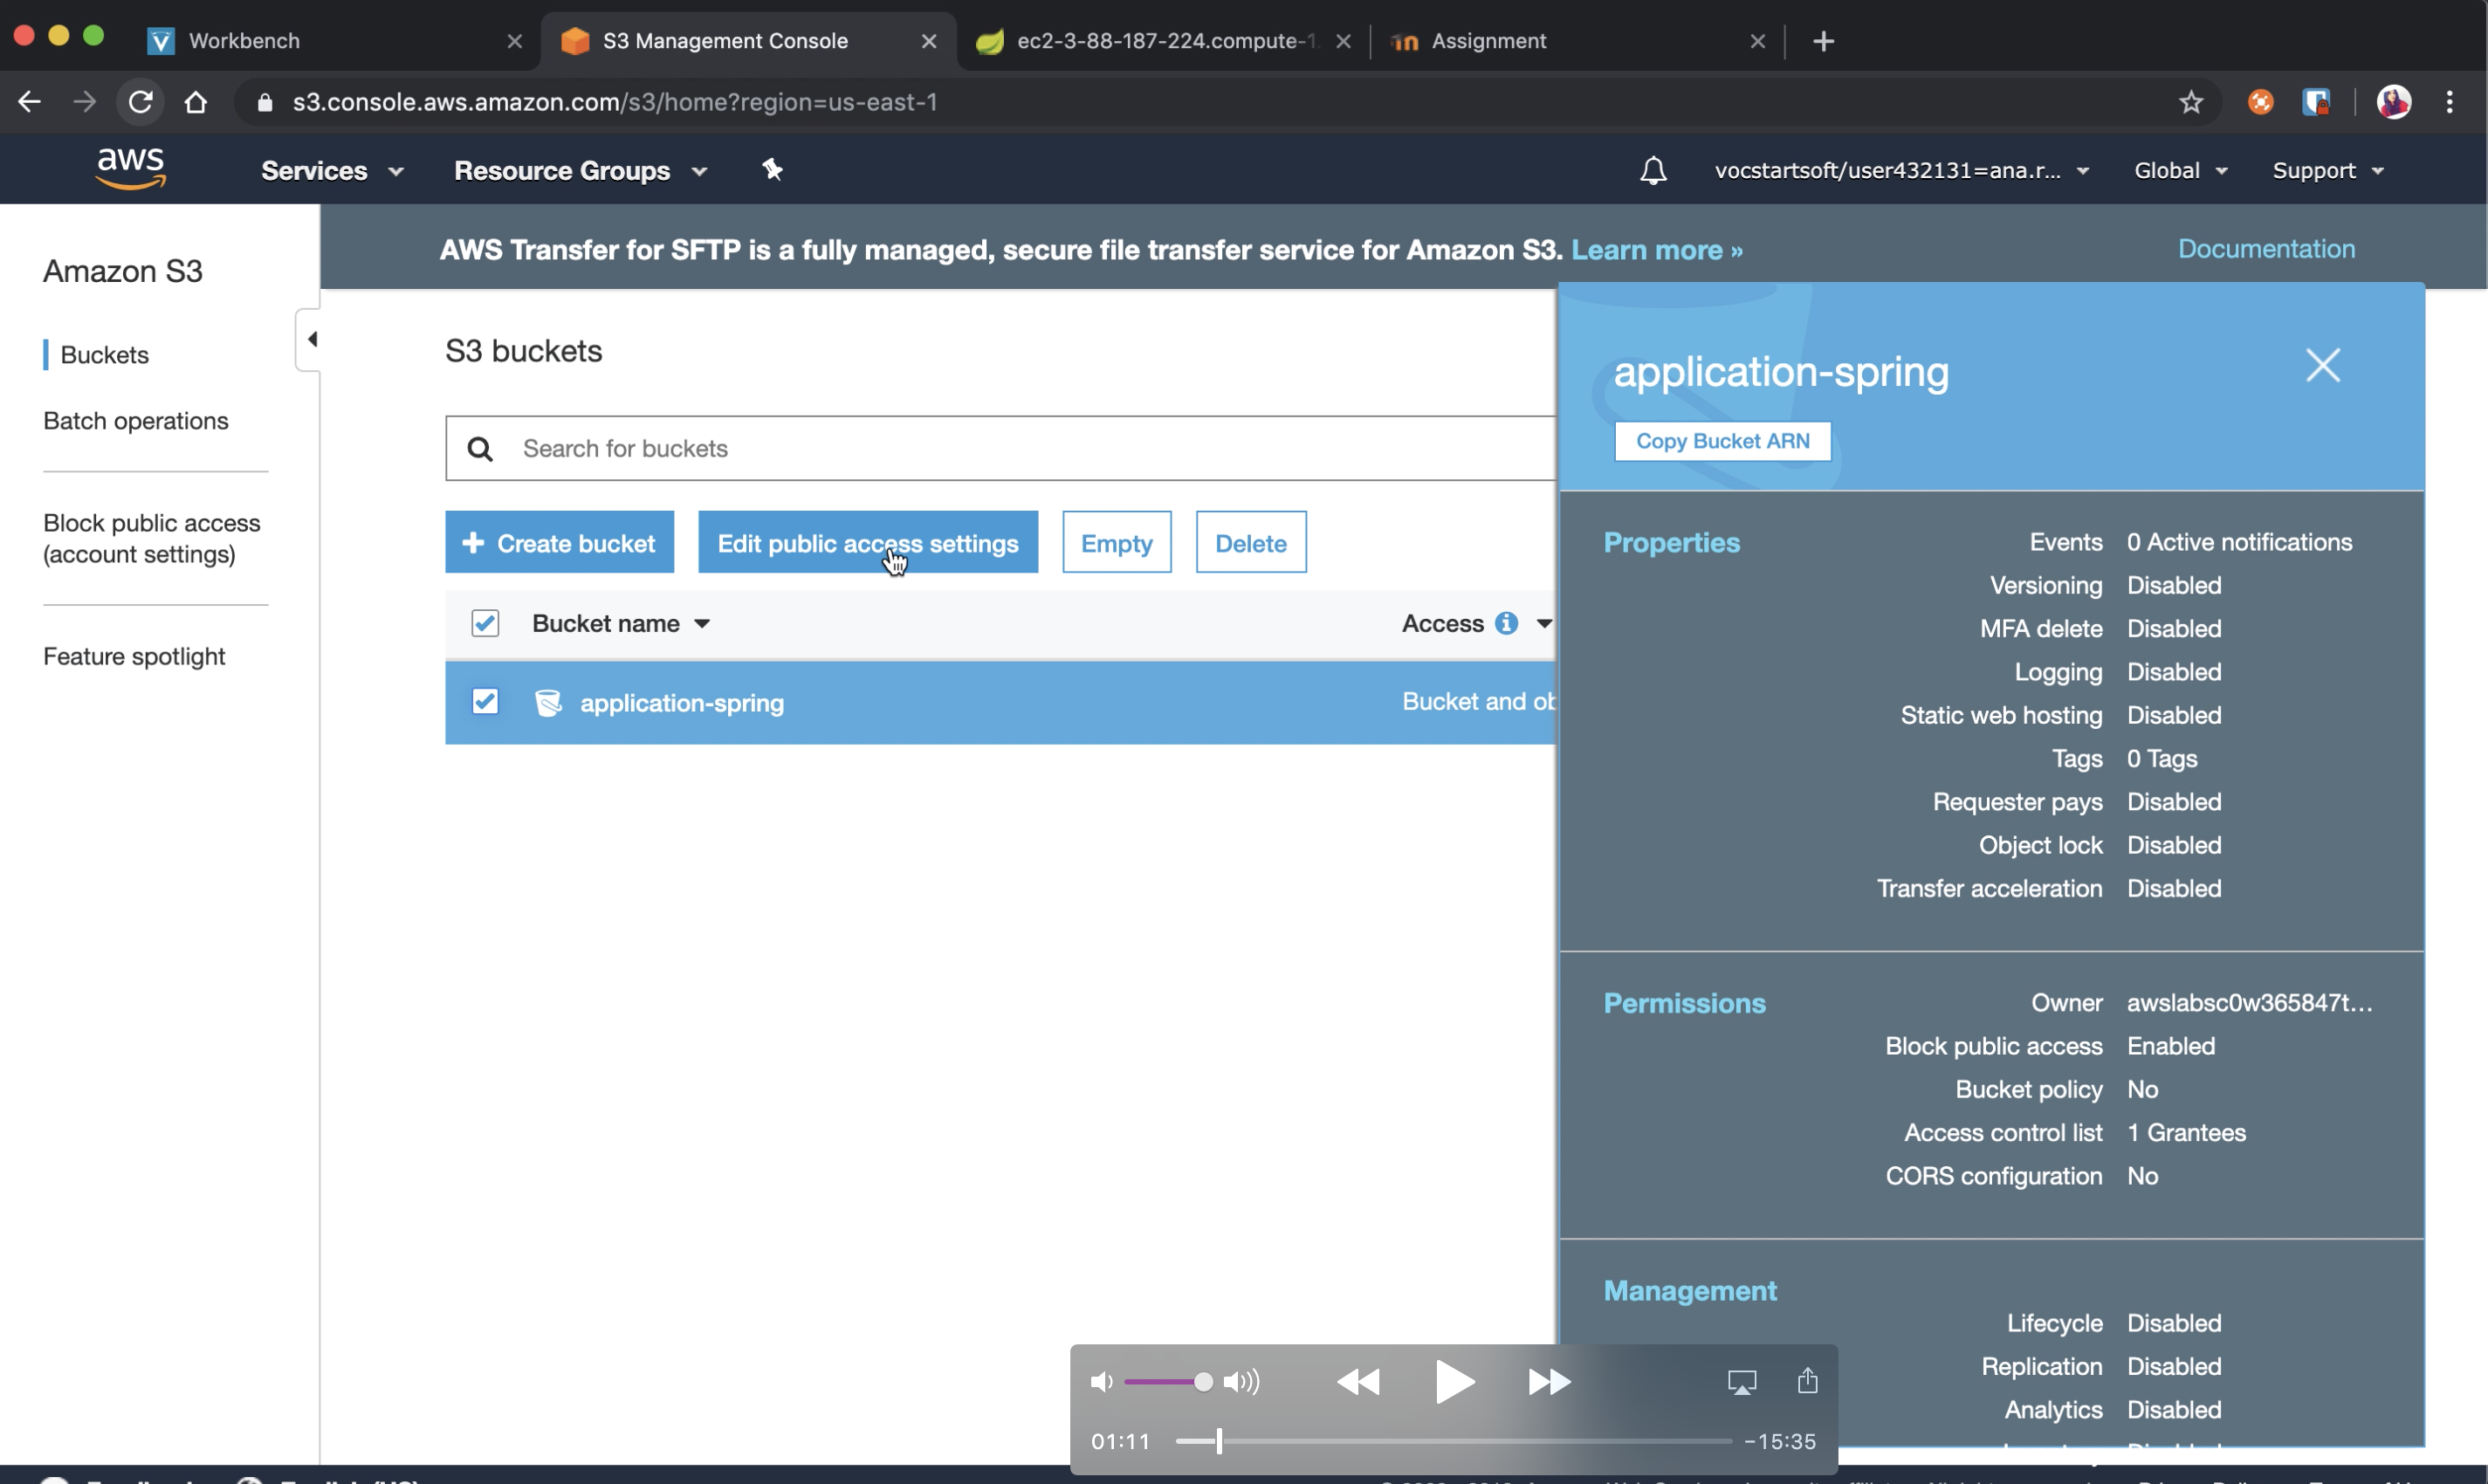 Workbench
S3 Management Console
ec2-3-88-187-224.compute-1.
Assignment
s3.console.aws.amazon.com/s3/home?region=us-east-1
aws
Services
Resource Groups
vocstartsoft/user432131=ana.r...
Global
Support
AWS Transfer for SFTP is a fully managed, secure file transfer service for Amazon S3. Learn more »
Documentation
Amazon S3
Buckets
Batch operations
Block public access
(account settings)
Feature spotlight
S3 buckets
Search for buckets
+ Create bucket
Edit public access settings
Empty
Delete
Bucket name
Access
application-spring
Bucket and ob
application-spring
Copy Bucket ARN
Properties
Events 0 Active notifications
Versioning Disabled
MFA delete Disabled
Logging Disabled
Static web hosting Disabled
Tags 0 Tags
Requester pays Disabled
Object lock Disabled
Transfer acceleration Disabled
Permissions
Owner awslabsc0w365847t...
Block public access Enabled
Bucket policy No
Access control list 1 Grantees
CORS configuration No
Management
Lifecycle Disabled
Replication Disabled
Analytics Disabled
01:11
-15:35